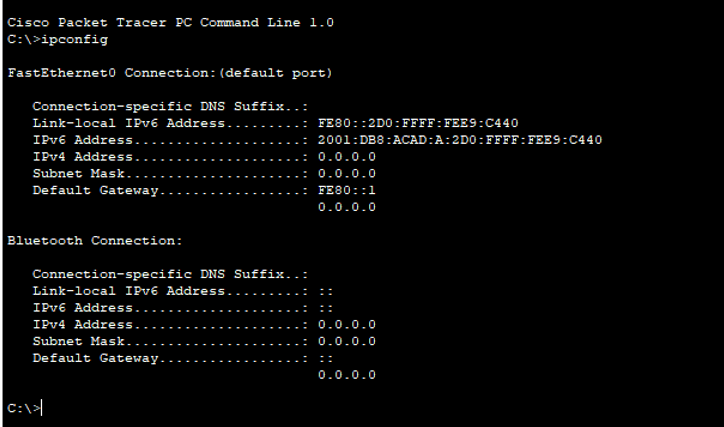 Cisco Packet Tracer PC Command Line 1.0
C:\>ipconfig
FastEthernet0 Connection:(default port)
Connection-specific DNS Suffix..:
Link-local IPv6 Address.........: FE80::2D0:FFFF:FEE9:C440
IPv6 Address....................: 2001:DB8:ACAD:A:2D0:FFFF:FEE9:C440
IPv4 Address....................: 0.0.0.0
Subnet Mask.....................: 0.0.0.0
Default Gateway.................: FE80::1
0.0.0.0
Bluetooth Connection:
Connection-specific DNS Suffix..:
Link-local IPv6 Address.........: ::
IPv6 Address....................: ::
IPv4 Address....................: 0.0.0.0
Subnet Mask.....................: 0.0.0.0
Default Gateway.................: ::
0.0.0.0
C:\>